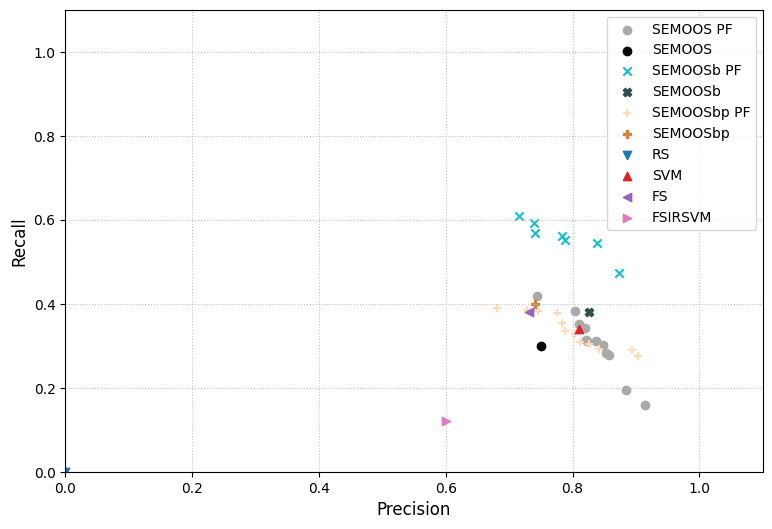 SEMOOS PF
SEMOOS
SEMOOSb PF
SEMOOSb
SEMOOSbp PF
SEMOOSbp
RS
SVM
FS
FSIRSVM
1.0
0.8
0.6
0.4
0.2
0.0
Recall
0.0 0.2 0.4 0.6 0.8 1.0
Precision